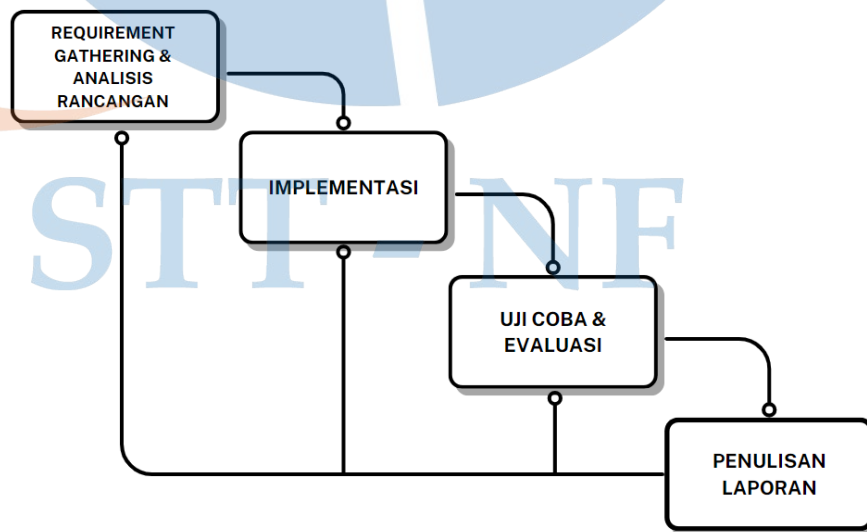 REQUIREMENT
GATHERING &
ANALISIS
RANCANGAN
IMPLEMENTASI
STT - NF
UJI COBA &
EVALUASI
PENULISAN
LAPORAN